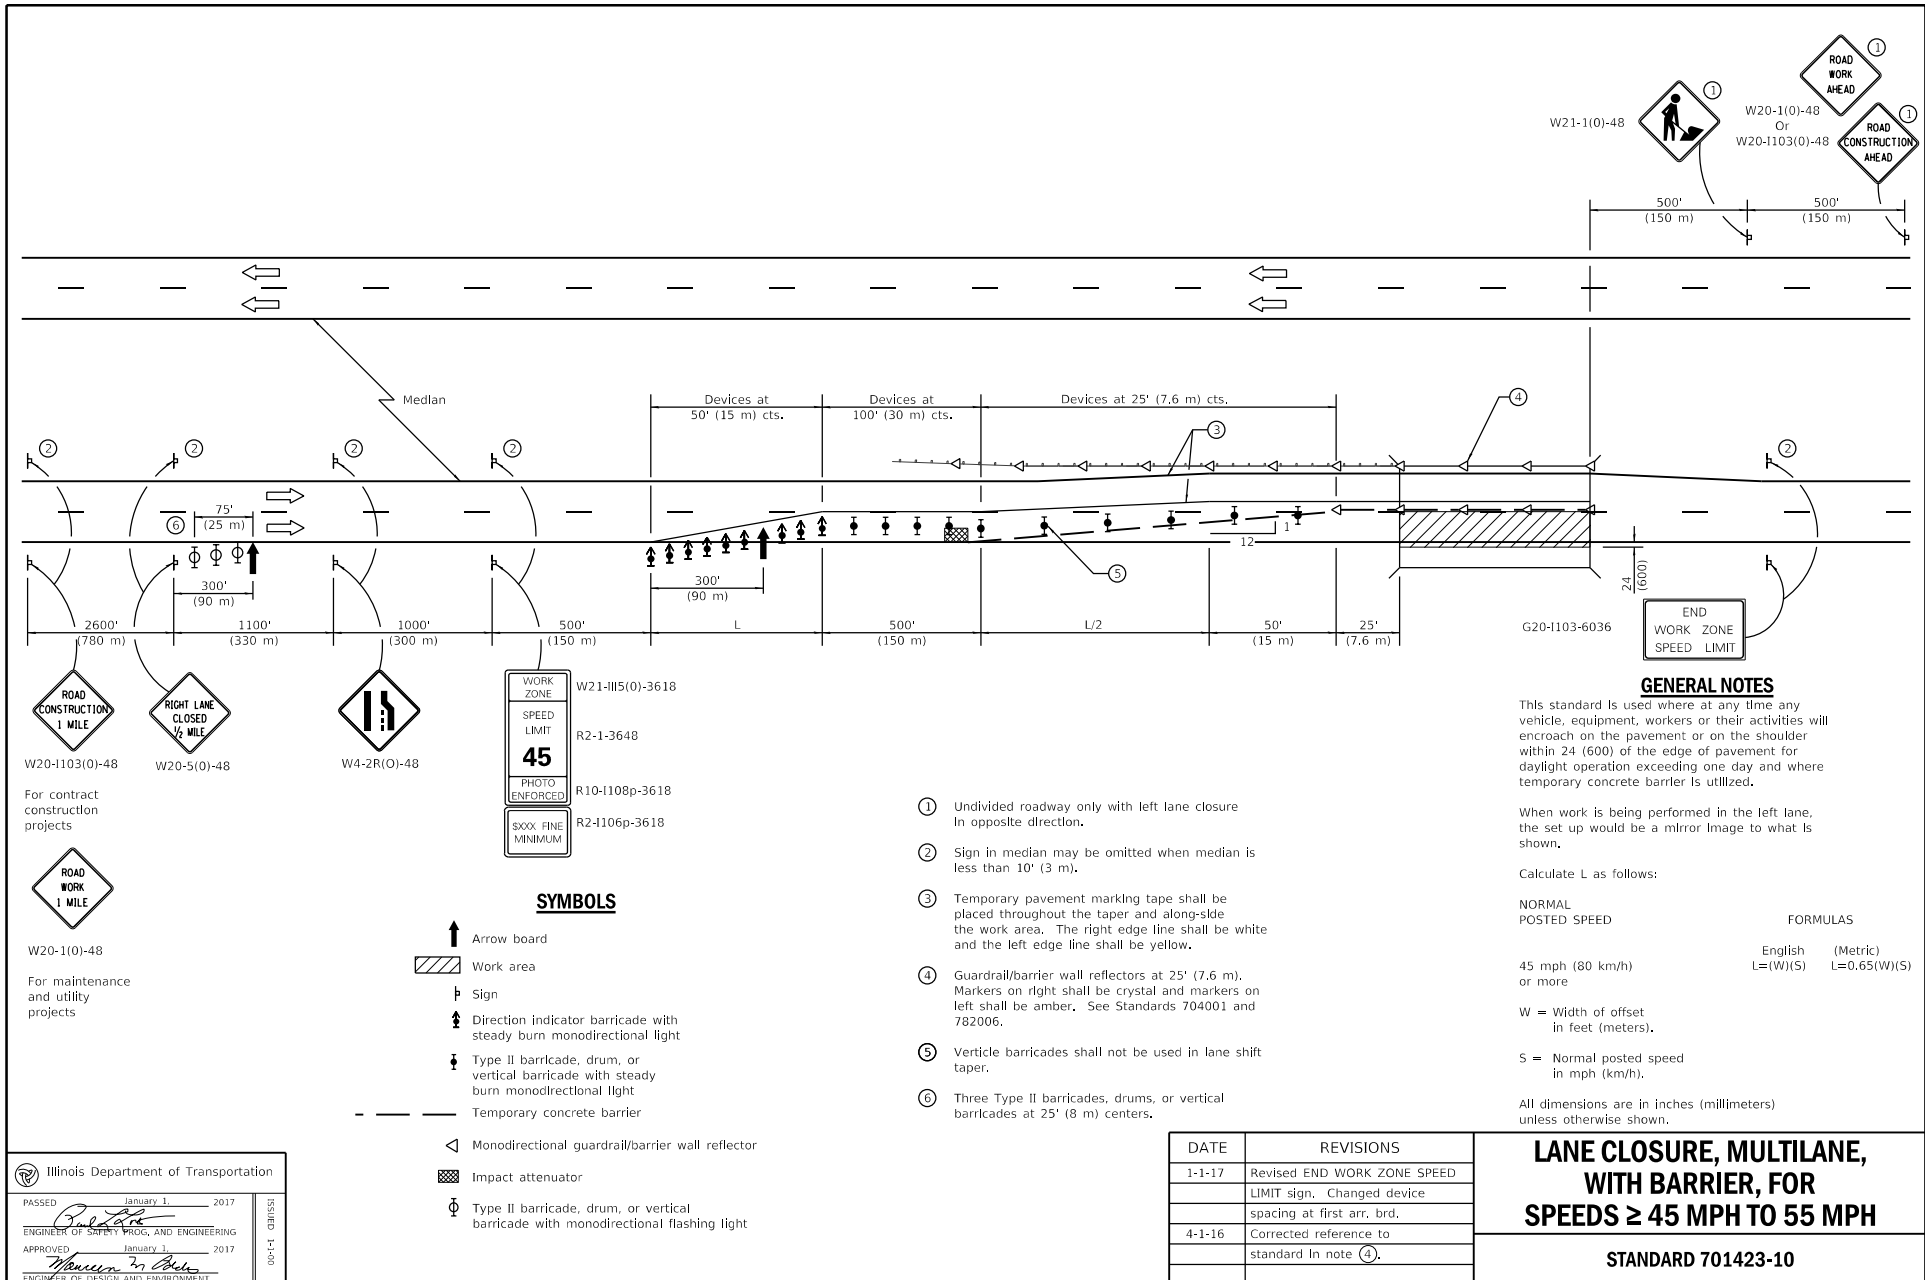 ROAD
WORK
AHEAD
1
W21-1(0)-48
1
W20-1(0)-48
Or
W20-I103(0)-48
ROAD
CONSTRUCTION
AHEAD
1
500'
(150 m)
500'
(150 m)
Median
Devices at
50' (15 m) cts.
Devices at
100' (30 m) cts.
Devices at 25' (7.6 m) cts.
4
3
2
2
2
2
2
6
75'
(25 m)
300'
(90 m)
300'
(90 m)
5
12
1
24
(600)
2600'
(780 m)
1100'
(330 m)
1000'
(300 m)
500'
(150 m)
L
500'
(150 m)
L/2
50'
(15 m)
25'
(7.6 m)
G20-I103-6036
END
WORK ZONE
SPEED LIMIT
ROAD
CONSTRUCTION
1 MILE
W20-I103(0)-48
For contract
construction
projects
RIGHT LANE
CLOSED
1/2 MILE
W20-5(0)-48
W4-2R(O)-48
WORK
ZONE
W21-III5(0)-3618
SPEED
LIMIT
45
R2-1-3648
PHOTO
ENFORCED
R10-I108p-3618
$XXX FINE
MINIMUM
R2-I106p-3618
ROAD
WORK
1 MILE
W20-1(0)-48
For maintenance
and utility
projects
SYMBOLS
Arrow board
Work area
Sign
Direction indicator barricade with
steady burn monodirectional light
Type II barricade, drum, or
vertical barricade with steady
burn monodirectional light
Temporary concrete barrier
Monodirectional guardrail/barrier wall reflector
Impact attenuator
Type II barricade, drum, or vertical
barricade with monodirectional flashing light
1 Undivided roadway only with left lane closure
in opposite direction.
2 Sign in median may be omitted when median is
less than 10' (3 m).
3 Temporary pavement marking tape shall be
placed throughout the taper and along-side
the work area. The right edge line shall be white
and the left edge line shall be yellow.
4 Guardrail/barrier wall reflectors at 25' (7.6 m).
Markers on right shall be crystal and markers on
left shall be amber. See Standards 704001 and
782006.
5 Verticle barricades shall not be used in lane shift
taper.
6 Three Type II barricades, drums, or vertical
barricades at 25' (8 m) centers.
GENERAL NOTES
This standard is used where at any time any
vehicle, equipment, workers or their activities will
encroach on the pavement or on the shoulder
within 24 (600) of the edge of pavement for
daylight operation exceeding one day and where
temporary concrete barrier is utilized.
When work is being performed in the left lane,
the set up would be a mirror image to what is
shown.
Calculate L as follows:
NORMAL
POSTED SPEED FORMULAS
English (Metric)
45 mph (80 km/h) L=(W)(S) L=0.65(W)(S)
or more
W = Width of offset
in feet (meters).
S = Normal posted speed
in mph (km/h).
All dimensions are in inches (millimeters)
unless otherwise shown.
Illinois Department of Transportation
PASSED January 1, 2017
ENGINEER OF SAFETY PROG. AND ENGINEERING
APPROVED January 1, 2017
ENGINEER OF DESIGN AND ENVIRONMENT
ISSUED 1-1-00
DATE REVISIONS
1-1-17 Revised END WORK ZONE SPEED
LIMIT sign. Changed device
spacing at first arr. brd.
4-1-16 Corrected reference to
standard in note 4.
LANE CLOSURE, MULTILANE,
WITH BARRIER, FOR
SPEEDS ≥ 45 MPH TO 55 MPH
STANDARD 701423-10